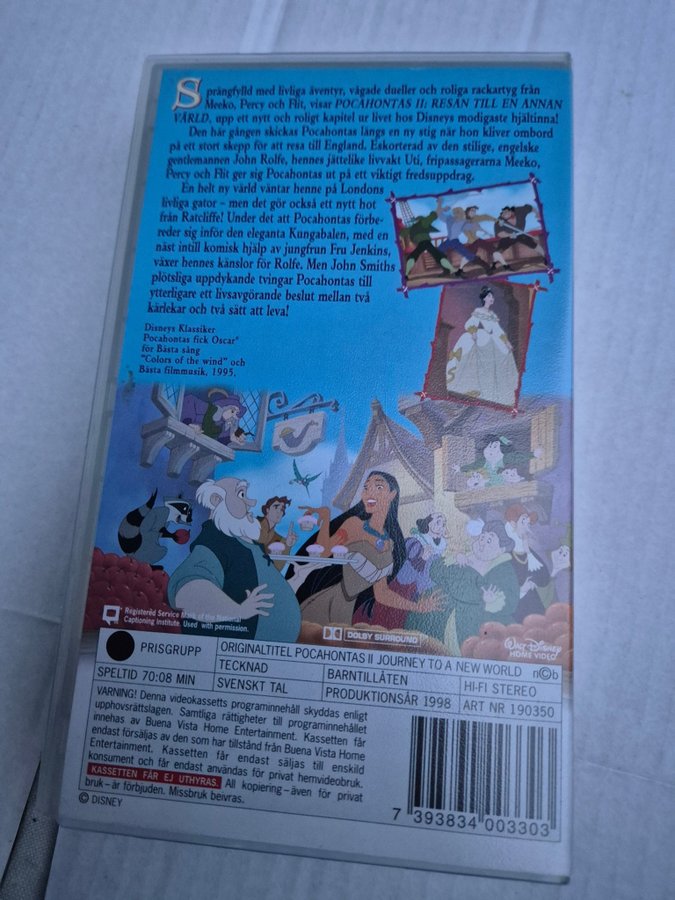 Sprängfylld med livliga äventyr, vågade dueller och roliga rackartyg från
Meeko, Percy och Flit, visar POCAHONTAS II: RESAN TILL EN ANNAN
VÄRLD, upp ett nytt och roligt kapitel ur livet hos Disneys modigaste hjältinna!
Den här gången skickas Pocahontas längs en ny stig när hon kliver ombord
på ett stort skepp för att resa till England. Eskorterad av den stilige, engelske
gentlemannen John Rolfe, hennes jättelike livvakt Uti, fripassagerarna Meeko,
Percy och Flit ger sig Pocahontas ut på ett viktigt fredsuppdrag.
En helt ny värld väntar henne på Londons
livliga gator – men det gör också ett nytt hot
från Ratcliffe! Under det att Pocahontas förbe-
reder sig inför den eleganta Kungabalen, med en
näst intill komisk hjälp av jungfrun Fru Jenkins,
växer hennes känslor för Rolfe. Men John Smiths
plötsliga uppdykande tvingar Pocahontas till
ytterligare ett livsavgörande beslut mellan två
kärlekar och två sätt att leva!
Disneys Klassiker
Pocahontas fick Oscar®
för Bästa sång
"Colors of the wind" och
Bästa filmmusik, 1995.
Registered Service Mark of the National
Captioning Institute. Used with permission.
DOLBY SURROUND
WALT DISNEY
HOME VIDEO
PRISGRUPP
ORIGINALTITEL POCAHONTAS II JOURNEY TO A NEW WORLD n©b
SPELTID 70:08 MIN
TECKNAD
BARNTILLÅTEN
HI-FI STEREO
SVENSKT TAL
PRODUKTIONSÅR 1998
ART NR 190350
VARNING! Denna videokassetts programinnehåll skyddas enligt
upphovsrättslagen. Samtliga rättigheter till programinnehållet
innehas av Buena Vista Home Entertainment. Kassetten får
endast försäljas av den som har tillstånd från Buena Vista Home
Entertainment. Kassetten får endast säljas till enskild
konsument och får endast användas för privat hemvideobruk.
KASSETTEN FÅR EJ UTHYRAS. All kopiering – även för privat
bruk – är förbjuden. Missbruk beivras.
© DISNEY
7 393834 003303